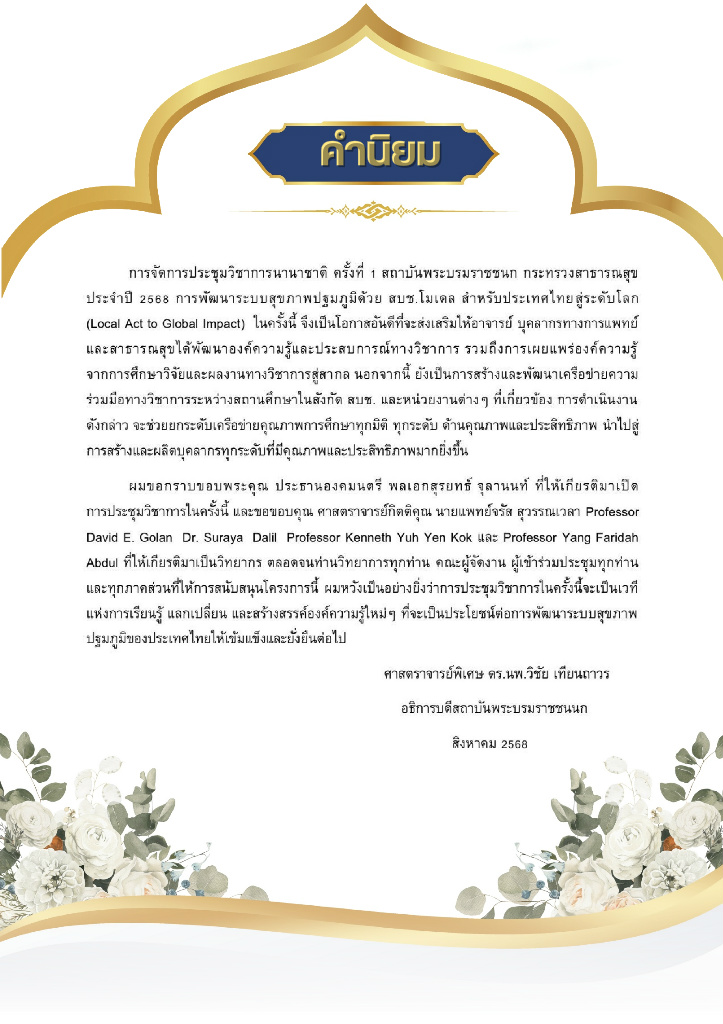 คำนิยม
การจัดการประชุมวิชาการนานาชาติ ครั้งที่ 1 สถาบันพระบรมราชชนก กระทรวงสาธารณสุข
ประจำปี 2568 การพัฒนาระบบสุขภาพปฐมภูมิด้วย สบช.โมเดล สำหรับประเทศไทยสู่ระดับโลก
(Local Act to Global Impact) ในครั้งนี้ จึงเป็นโอกาสอันดีที่จะส่งเสริมให้อาจารย์ บุคลากรทางการแพทย์
และสาธารณสุขได้พัฒนาองค์ความรู้และประสบการณ์ทางวิชาการ รวมถึงการเผยแพร่องค์ความรู้
จากการศึกษาวิจัยและผลงานทางวิชาการสู่สากล นอกจากนี้ ยังเป็นการสร้างและพัฒนาเครือข่ายความ
ร่วมมือทางวิชาการระหว่างสถานศึกษาในสังกัด สบช. และหน่วยงานต่างๆ ที่เกี่ยวข้อง การดำเนินงาน
ดังกล่าว จะช่วยยกระดับเครือข่ายคุณภาพการศึกษาทุกมิติ ทุกระดับ ด้านคุณภาพและประสิทธิภาพ นำไปสู่
การสร้างและผลิตบุคลากรทุกระดับที่มีคุณภาพและประสิทธิภาพมากยิ่งขึ้น
ผมขอกราบขอบพระคุณ ประธานองคมนตรี พลเอกสุรยุทธ์ จุลานนท์ ที่ให้เกียรติมาเปิด
การประชุมวิชาการในครั้งนี้ และขอขอบคุณ ศาสตราจารย์กิตติคุณ นายแพทย์จรัส สุวรรณเวลา Professor
David E. Golan Dr. Suraya Dalil Professor Kenneth Yuh Yen Kok และ Professor Yang Faridah
Abdul ที่ให้เกียรติมาเป็นวิทยากร ตลอดจนท่านวิทยาการทุกท่าน คณะผู้จัดงาน ผู้เข้าร่วมประชุมทุกท่าน
และทุกภาคส่วนที่ให้การสนับสนุนโครงการนี้ ผมหวังเป็นอย่างยิ่งว่าการประชุมวิชาการในครั้งนี้จะเป็นเวที
แห่งการเรียนรู้ แลกเปลี่ยน และสร้างสรรค์องค์ความรู้ใหม่ๆ ที่จะเป็นประโยชน์ต่อการพัฒนาระบบสุขภาพ
ปฐมภูมิของประเทศไทยให้เข้มแข็งและยั่งยืนต่อไป
ศาสตราจารย์พิเศษ ดร.นพ.วิชัย เทียนถาวร
อธิการบดีสถาบันพระบรมราชชนนก
สิงหาคม 2568